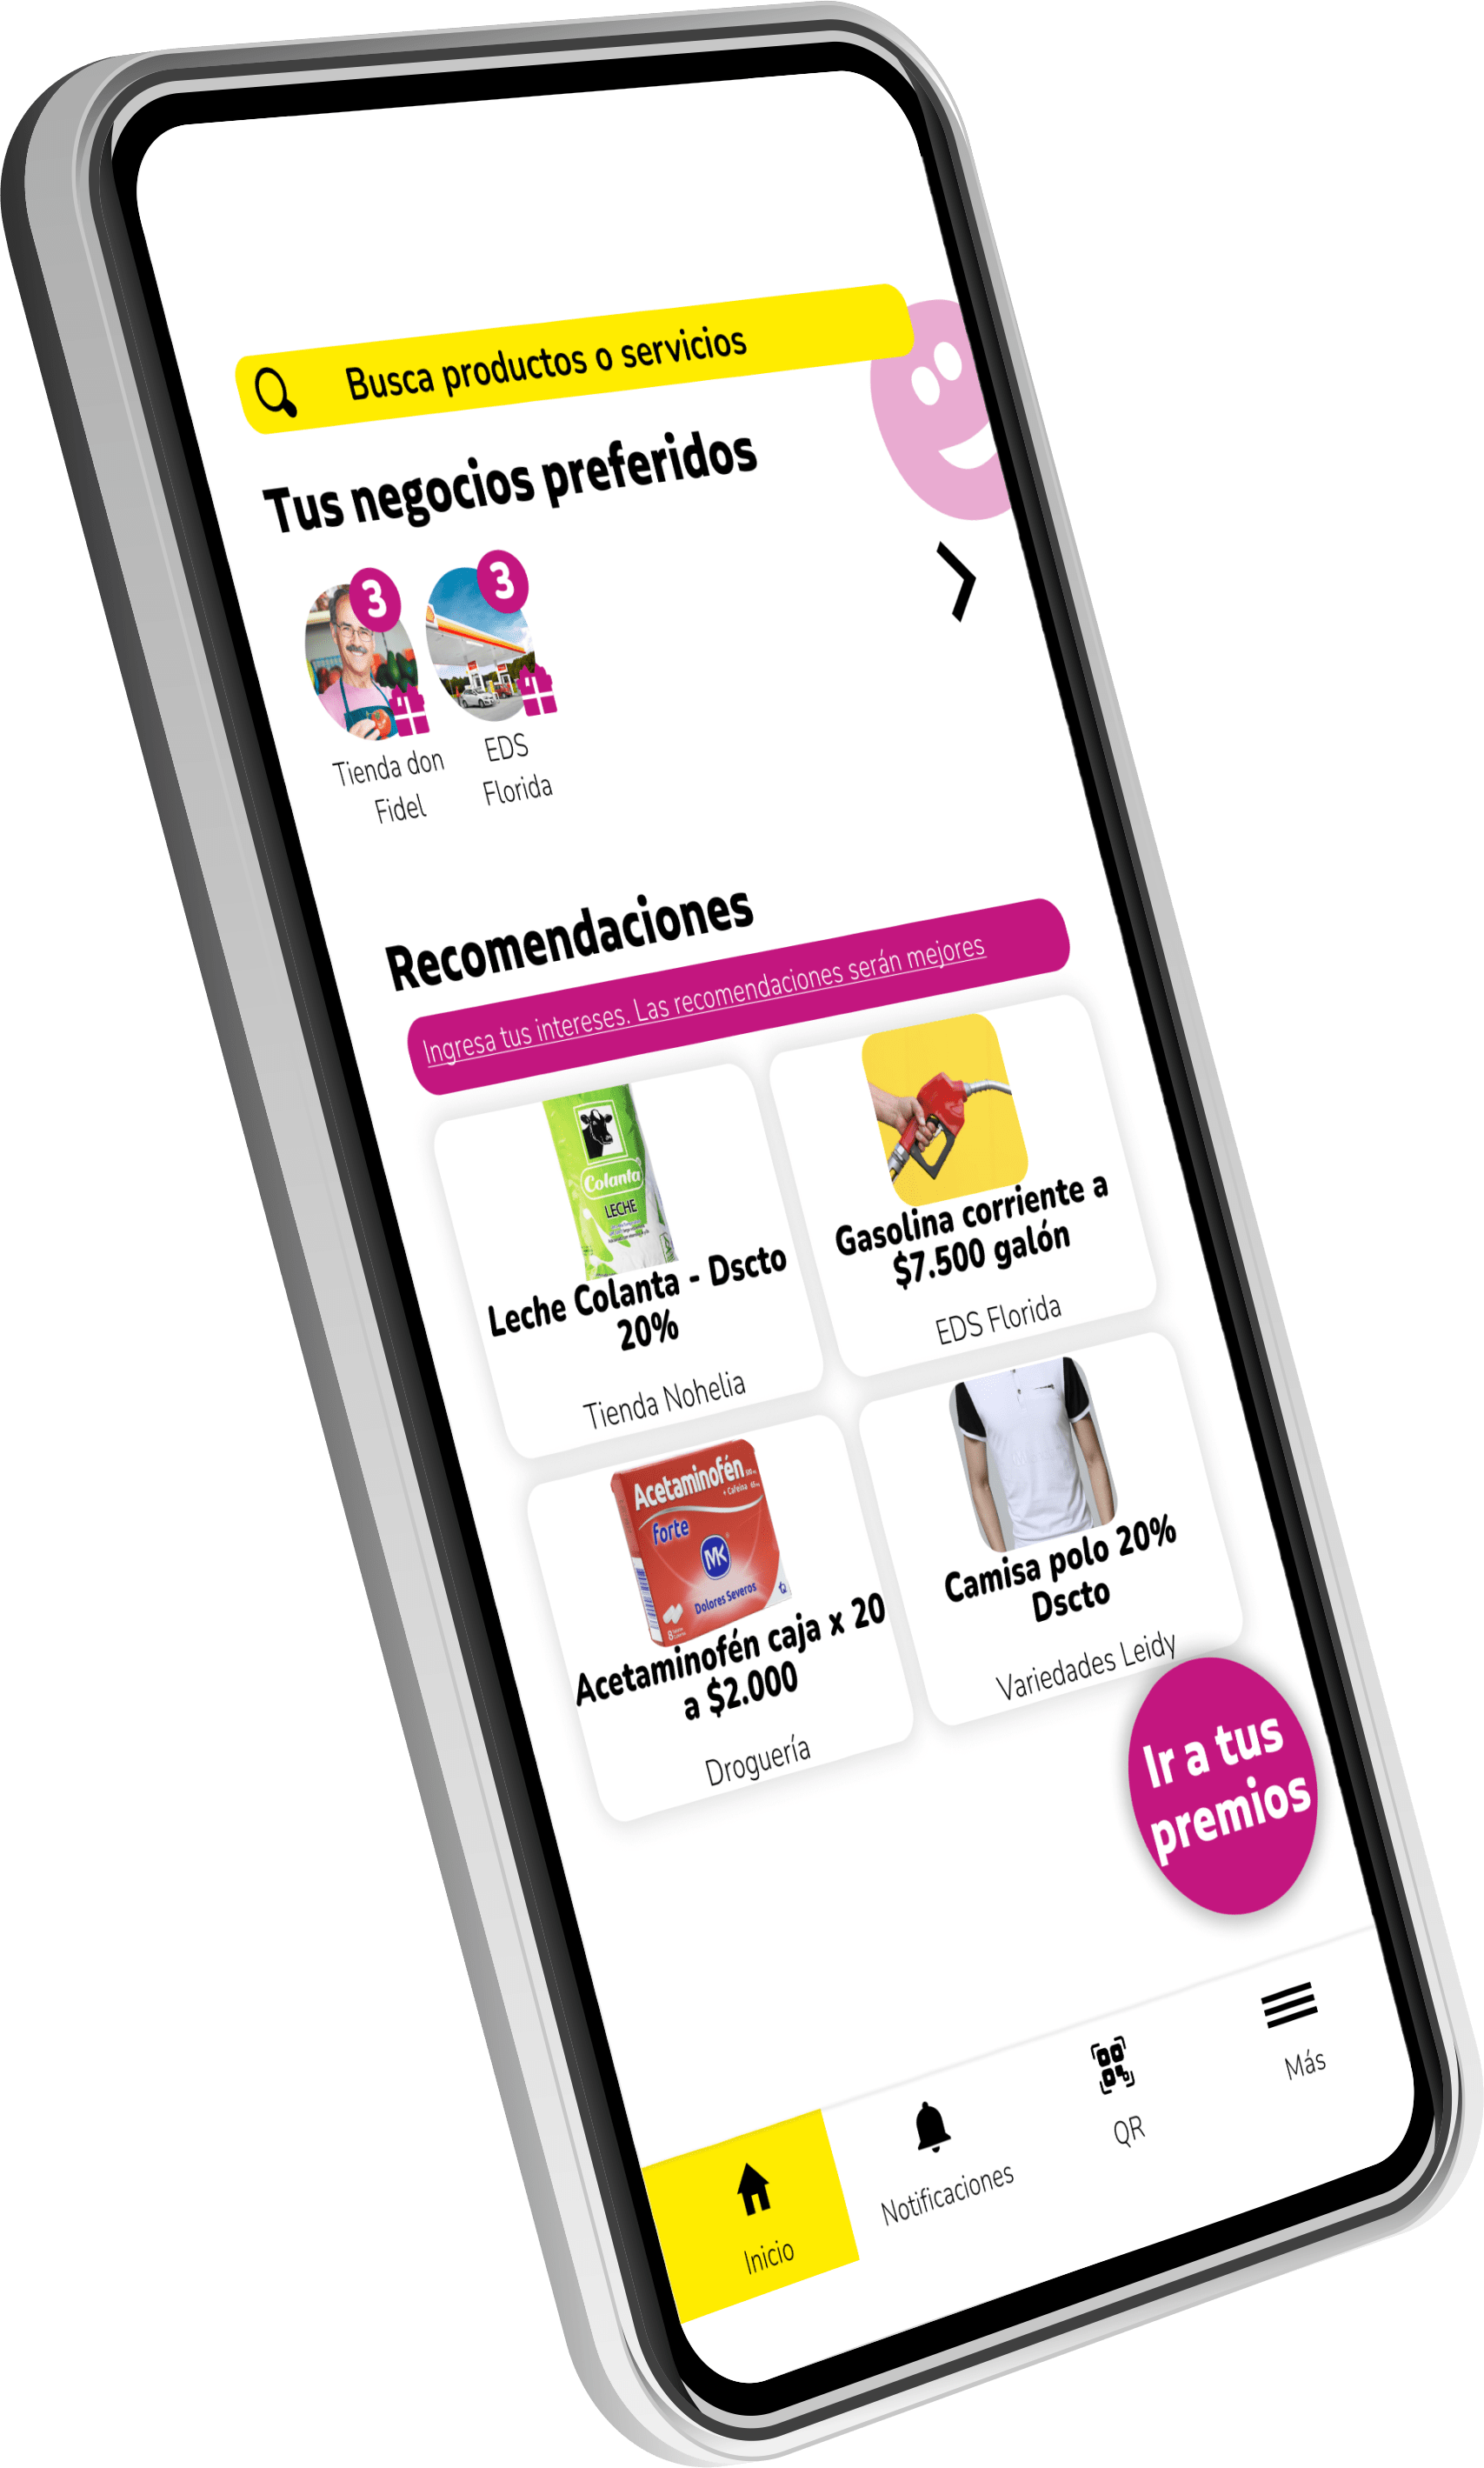 Busca productos o servicios
Tus negocios preferidos
3
3
Tienda don
Fidel
EDS
Florida
Recomendaciones
Ingresa tus intereses. Las recomendaciones serán mejores
Colanta
LECHE
Leche Colanta - Dscto
20%
Tienda Nohelia
Gasolina corriente a
$7.500 galón
EDS Florida
Acetaminofén
+ Cafeína
forte
MK
Dolores Severos
8
Acetaminofén caja x 20
a $2.000
Droguería
Camisa polo 20%
Dscto
Variedades Leidy
Ir a tus
premios
Inicio
Notificaciones
QR
Más